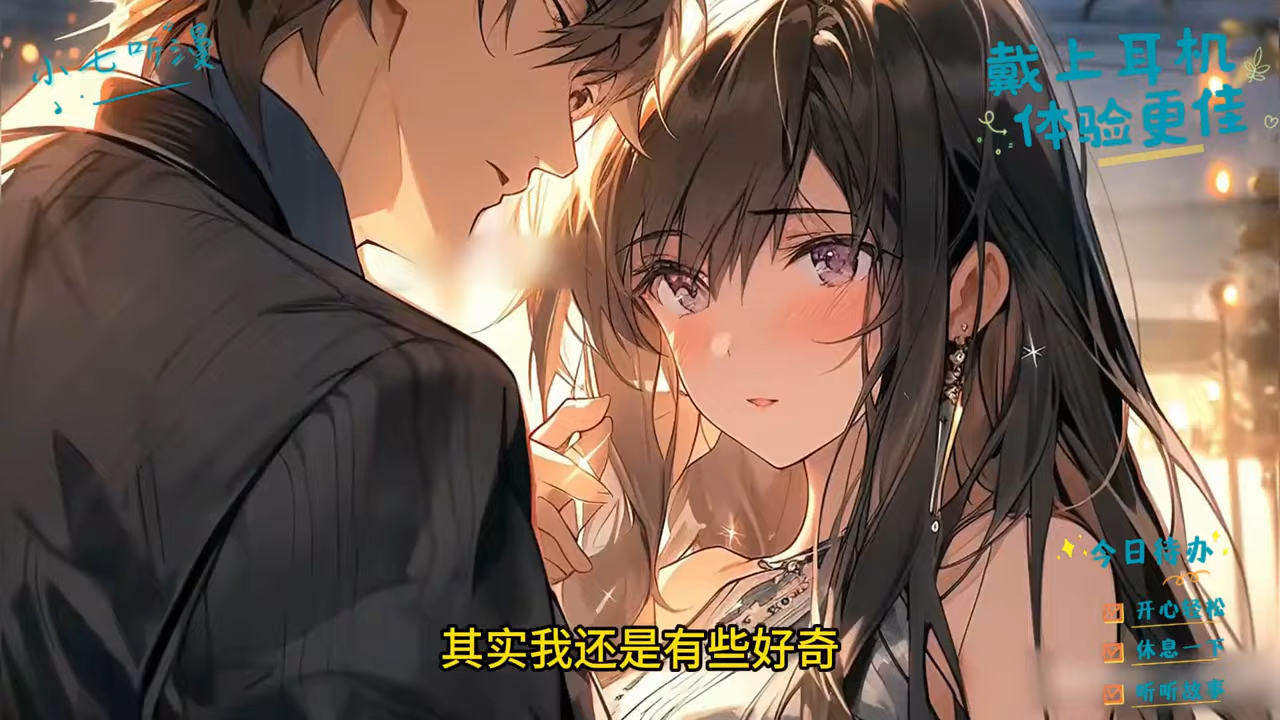 小七听漫
戴上耳机
体验更佳
今日待办
开心轻松
休息一下
听听故事
其实我还是有些好奇